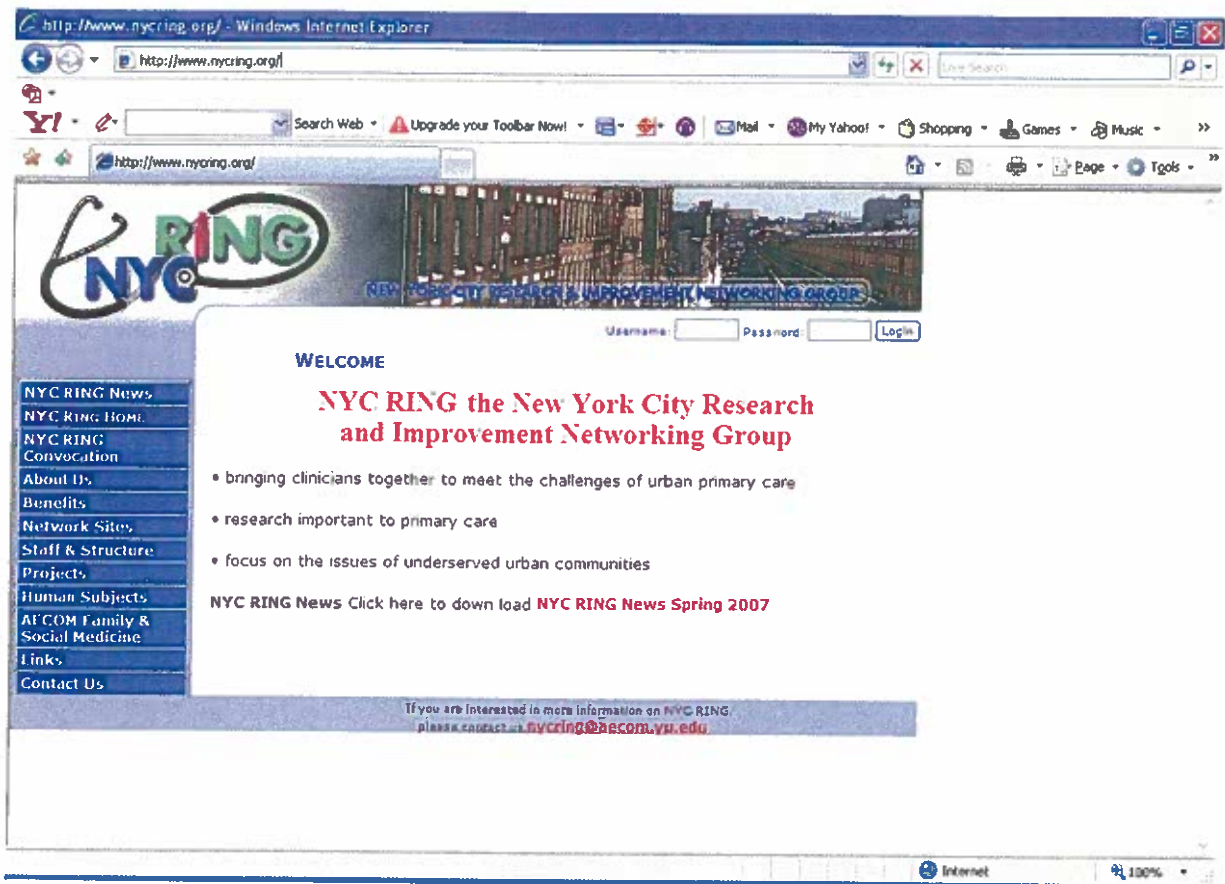 http://www.nycring.org/ - Windows Internet Explorer
http://www.nycring.org/
Live Search
Y! Search Web Upgrade your Toolbar Now! Mail My Yahoo! Shopping Games Music »
http://www.nycring.org/ Page Tools »
NYC RING
NEW YORK CITY RESEARCH & IMPROVEMENT NETWORKING GROUP
Username: Password: Login
WELCOME
NYC RING the New York City Research
and Improvement Networking Group
• bringing clinicians together to meet the challenges of urban primary care
• research important to primary care
• focus on the issues of underserved urban communities
NYC RING News Click here to down load NYC RING News Spring 2007
NYC RING News
NYC RING HOME
NYC RING
Convocation
About Us
Benefits
Network Sites
Staff & Structure
Projects
Human Subjects
AECOM Family &
Social Medicine
Links
Contact Us
If you are interested in more information on NYC RING,
please contact us nycring@aecom.yu.edu
Internet 100%